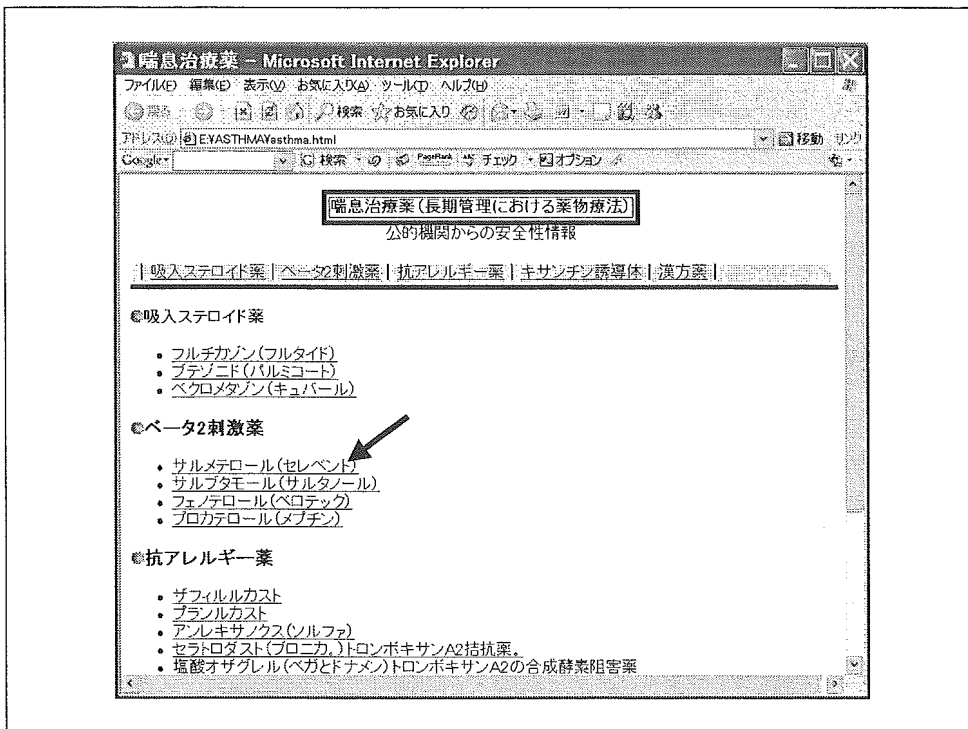 喘息治療薬 - Microsoft Internet Explorer
ファイル(F) 編集(E) 表示(V) お気に入り(A) ツール(T) ヘルプ(H)
戻る 検索 お気に入り
アドレス(D) E:¥ASTHMA¥asthma.html 移動 リンク
Google 検索 PageRank チェック オプション
喘息治療薬(長期管理における薬物療法)
公的機関からの安全性情報
| 吸入ステロイド薬 | ベータ2刺激薬 | 抗アレルギー薬 | キサンチン誘導体 | 漢方薬 |
吸入ステロイド薬
• フルチカゾン(フルタイド)
• ブデゾニド(パルミコート)
• ベクロメタゾン(キュバール)
ベータ2刺激薬
• サルメテロール(セレベント)
• サルブタモール(サルタノール)
• フェノテロール(ベロテック)
• プロカテロール(メプチン)
抗アレルギー薬
• ザフィルルカスト
• プランルカスト
• アンレキサノクス(ソルファ)
• セラトロダスト(ブロニカ。)トロンボキサンA2拮抗薬。
• 塩酸オザグレル(ベガとドナメン)トロンボキサンA2の合成酵素阻害薬